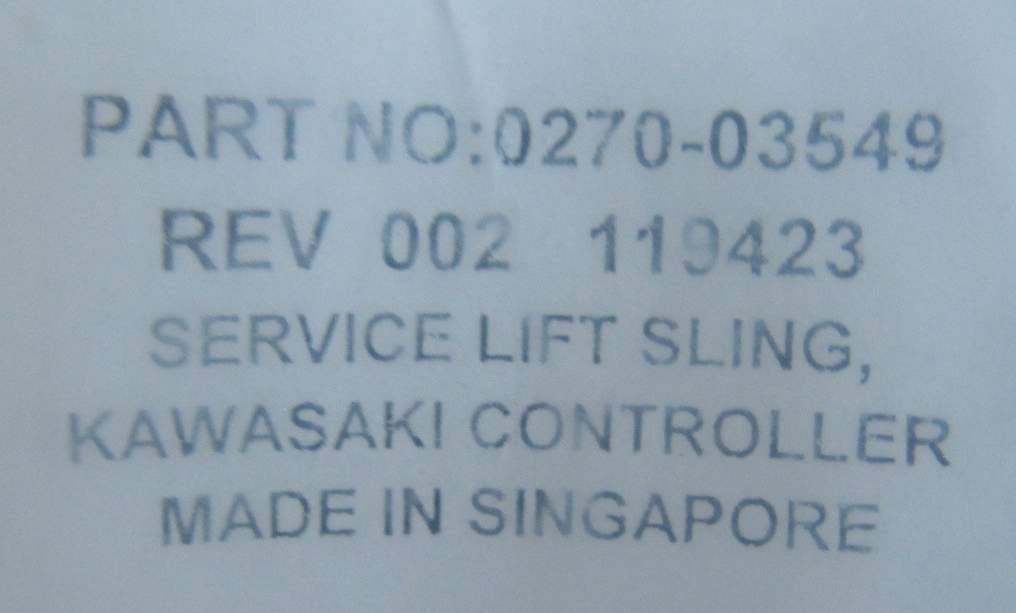 PART NO:0270-03549
REV 002 119423
SERVICE LIFT SLING,
KAWASAKI CONTROLLER
MADE IN SINGAPORE